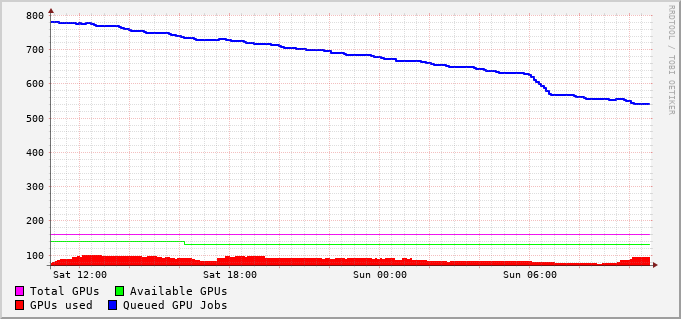 800
700
600
500
400
300
200
100
Sat 12:00 Sat 18:00 Sun 00:00 Sun 06:00
Total GPUs Available GPUs
GPUs used Queued GPU Jobs
RRDTOOL / TOBI OETIKER